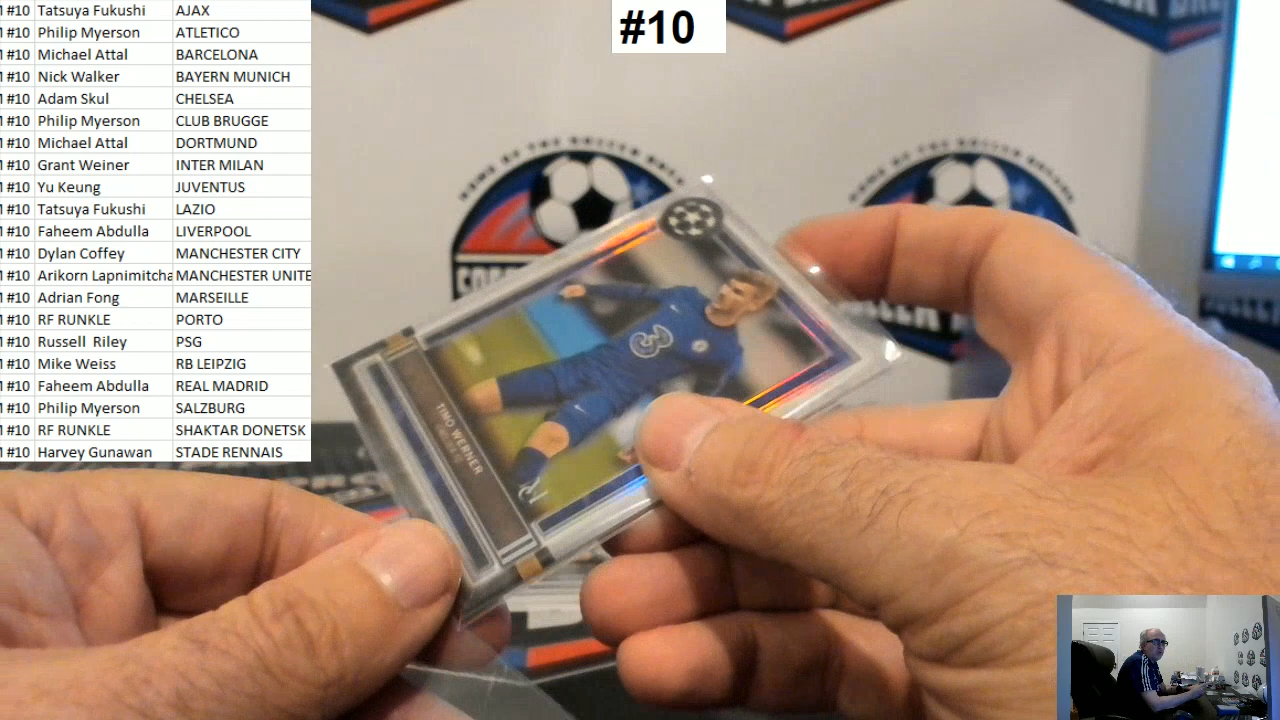 #10 Tatsuya Fukushi AJAX
#10 Philip Myerson ATLETICO
#10 Michael Attal BARCELONA
#10 Nick Walker BAYERN MUNICH
#10 Adam Skul CHELSEA
#10 Philip Myerson CLUB BRUGGE
#10 Michael Attal DORTMUND
#10 Grant Weiner INTER MILAN
#10 Yu Keung JUVENTUS
#10 Tatsuya Fukushi LAZIO
#10 Faheem Abdulla LIVERPOOL
#10 Dylan Coffey MANCHESTER CITY
#10 Arikorn Lapnimitcha MANCHESTER UNITE
#10 Adrian Fong MARSEILLE
#10 RF RUNKLE PORTO
#10 Russell Riley PSG
#10 Mike Weiss RB LEIPZIG
#10 Faheem Abdulla REAL MADRID
#10 Philip Myerson SALZBURG
#10 RF RUNKLE SHAKTAR DONETSK
#10 Harvey Gunawan STADE RENNAIS
#10
HOME OF THE SOCCER
TIMO WERNER